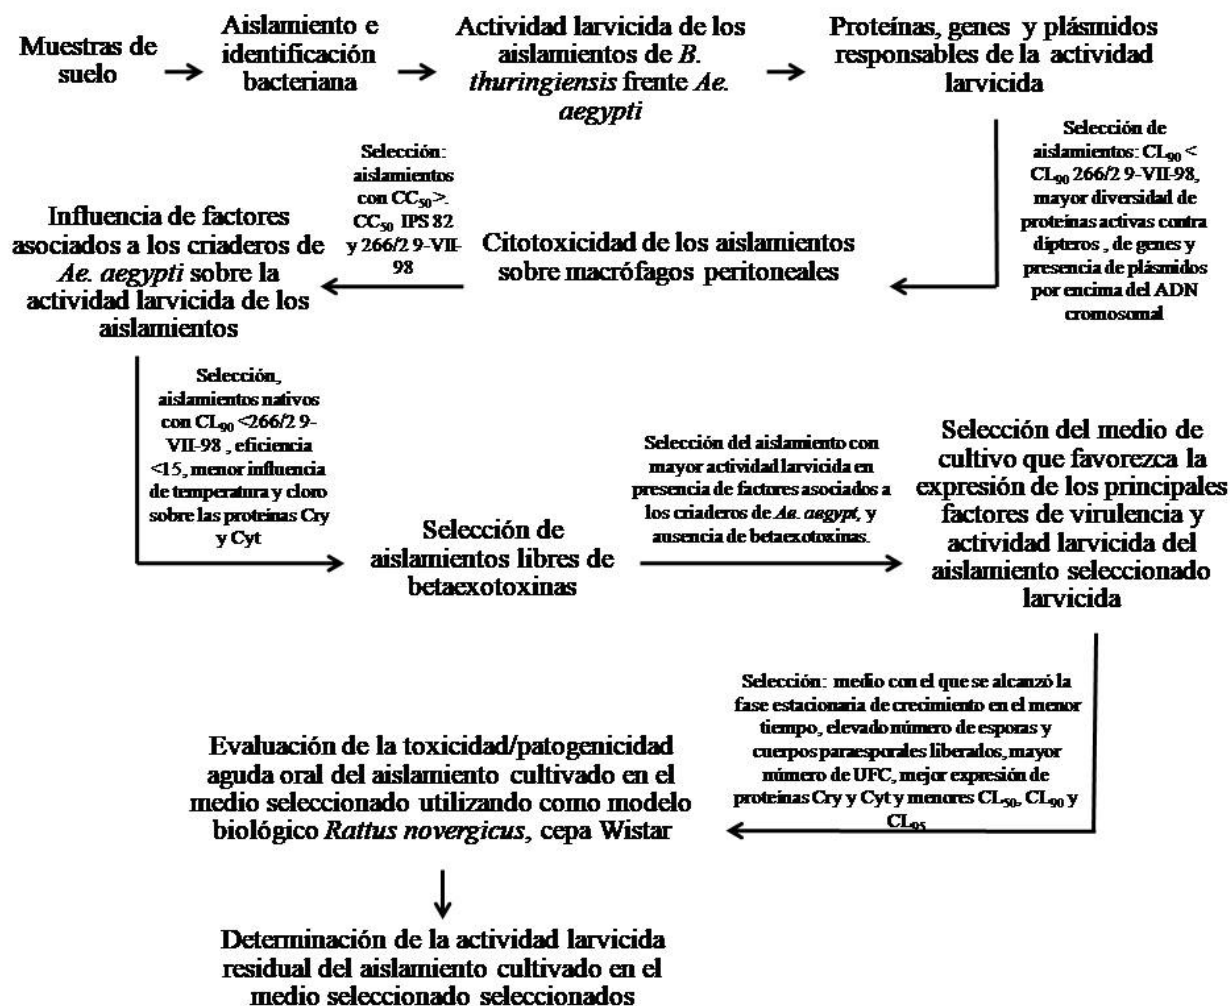 Muestras de
suelo
Aislamiento e
identificación
bacteriana
Actividad larvicida de los
aislamientos de B.
thuringiensis frente Ae.
aegypti
Proteínas, genes y plásmidos
responsables de la actividad
larvicida
Selección de
aislamientos: CL90 <
CL90 266/2 9-VII-98,
mayor diversidad de
proteínas activas contra
dípteros , de genes y
presencia de plásmidos
por encima del ADN
cromosomal
Citotoxicidad de los aislamientos
sobre macrófagos peritoneales
Selección:
aislamientos
con CC50>.
CC50 IPS 82
y 266/2 9-VII-
98
Influencia de factores
asociados a los criaderos de
Ae. aegypti sobre la
actividad larvicida de los
aislamientos
Selección,
aislamientos nativos
con CL90 <266/2 9-
VII-98 , eficiencia
<15, menor influencia
de temperatura y cloro
sobre las proteínas Cry
y Cyt
Selección de
aislamientos libres de
betaexotoxinas
Selección del aislamiento con
mayor actividad larvicida en
presencia de factores asociados a
los criaderos de Ae. aegypt, y
ausencia de betaexotoxinas.
Selección del medio de
cultivo que favorezca la
expresión de los principales
factores de virulencia y
actividad larvicida del
aislamiento seleccionado
larvicida
Selección: medio con el que se alcanzó la
fase estacionaria de crecimiento en el menor
tiempo, elevado número de esporas y
cuerpos paraesporales liberados, mayor
número de UFC, mejor expresión de
proteínas Cry y Cyt y menores CL50, CL90 y
CL95
Evaluación de la toxicidad/patogenicidad
aguda oral del aislamiento cultivado en el
medio seleccionado utilizando como modelo
biológico Rattus novergicus, cepa Wistar
Determinación de la actividad larvicida
residual del aislamiento cultivado en el
medio seleccionado seleccionados